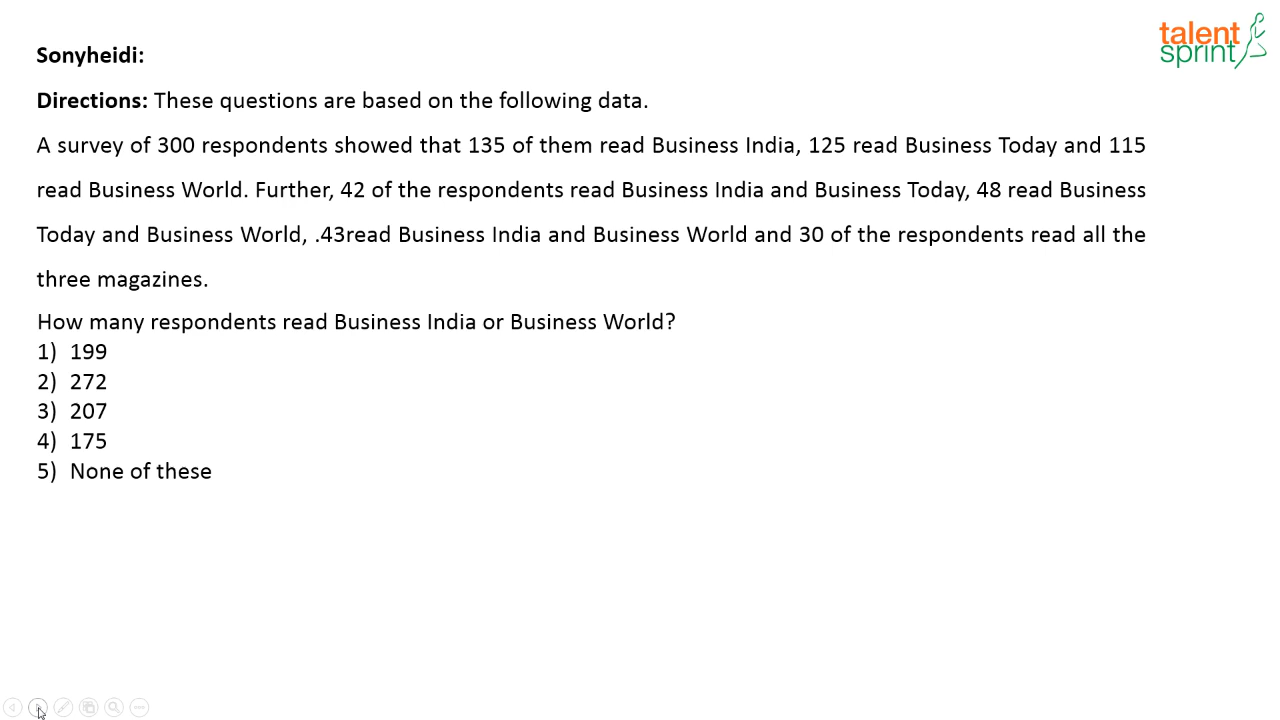 talent
sprint
Sonyheidi:
Directions: These questions are based on the following data.
A survey of 300 respondents showed that 135 of them read Business India, 125 read Business Today and 115
read Business World. Further, 42 of the respondents read Business India and Business Today, 48 read Business
Today and Business World, .43read Business India and Business World and 30 of the respondents read all the
three magazines.
How many respondents read Business India or Business World?
1) 199
2) 272
3) 207
4) 175
5) None of these